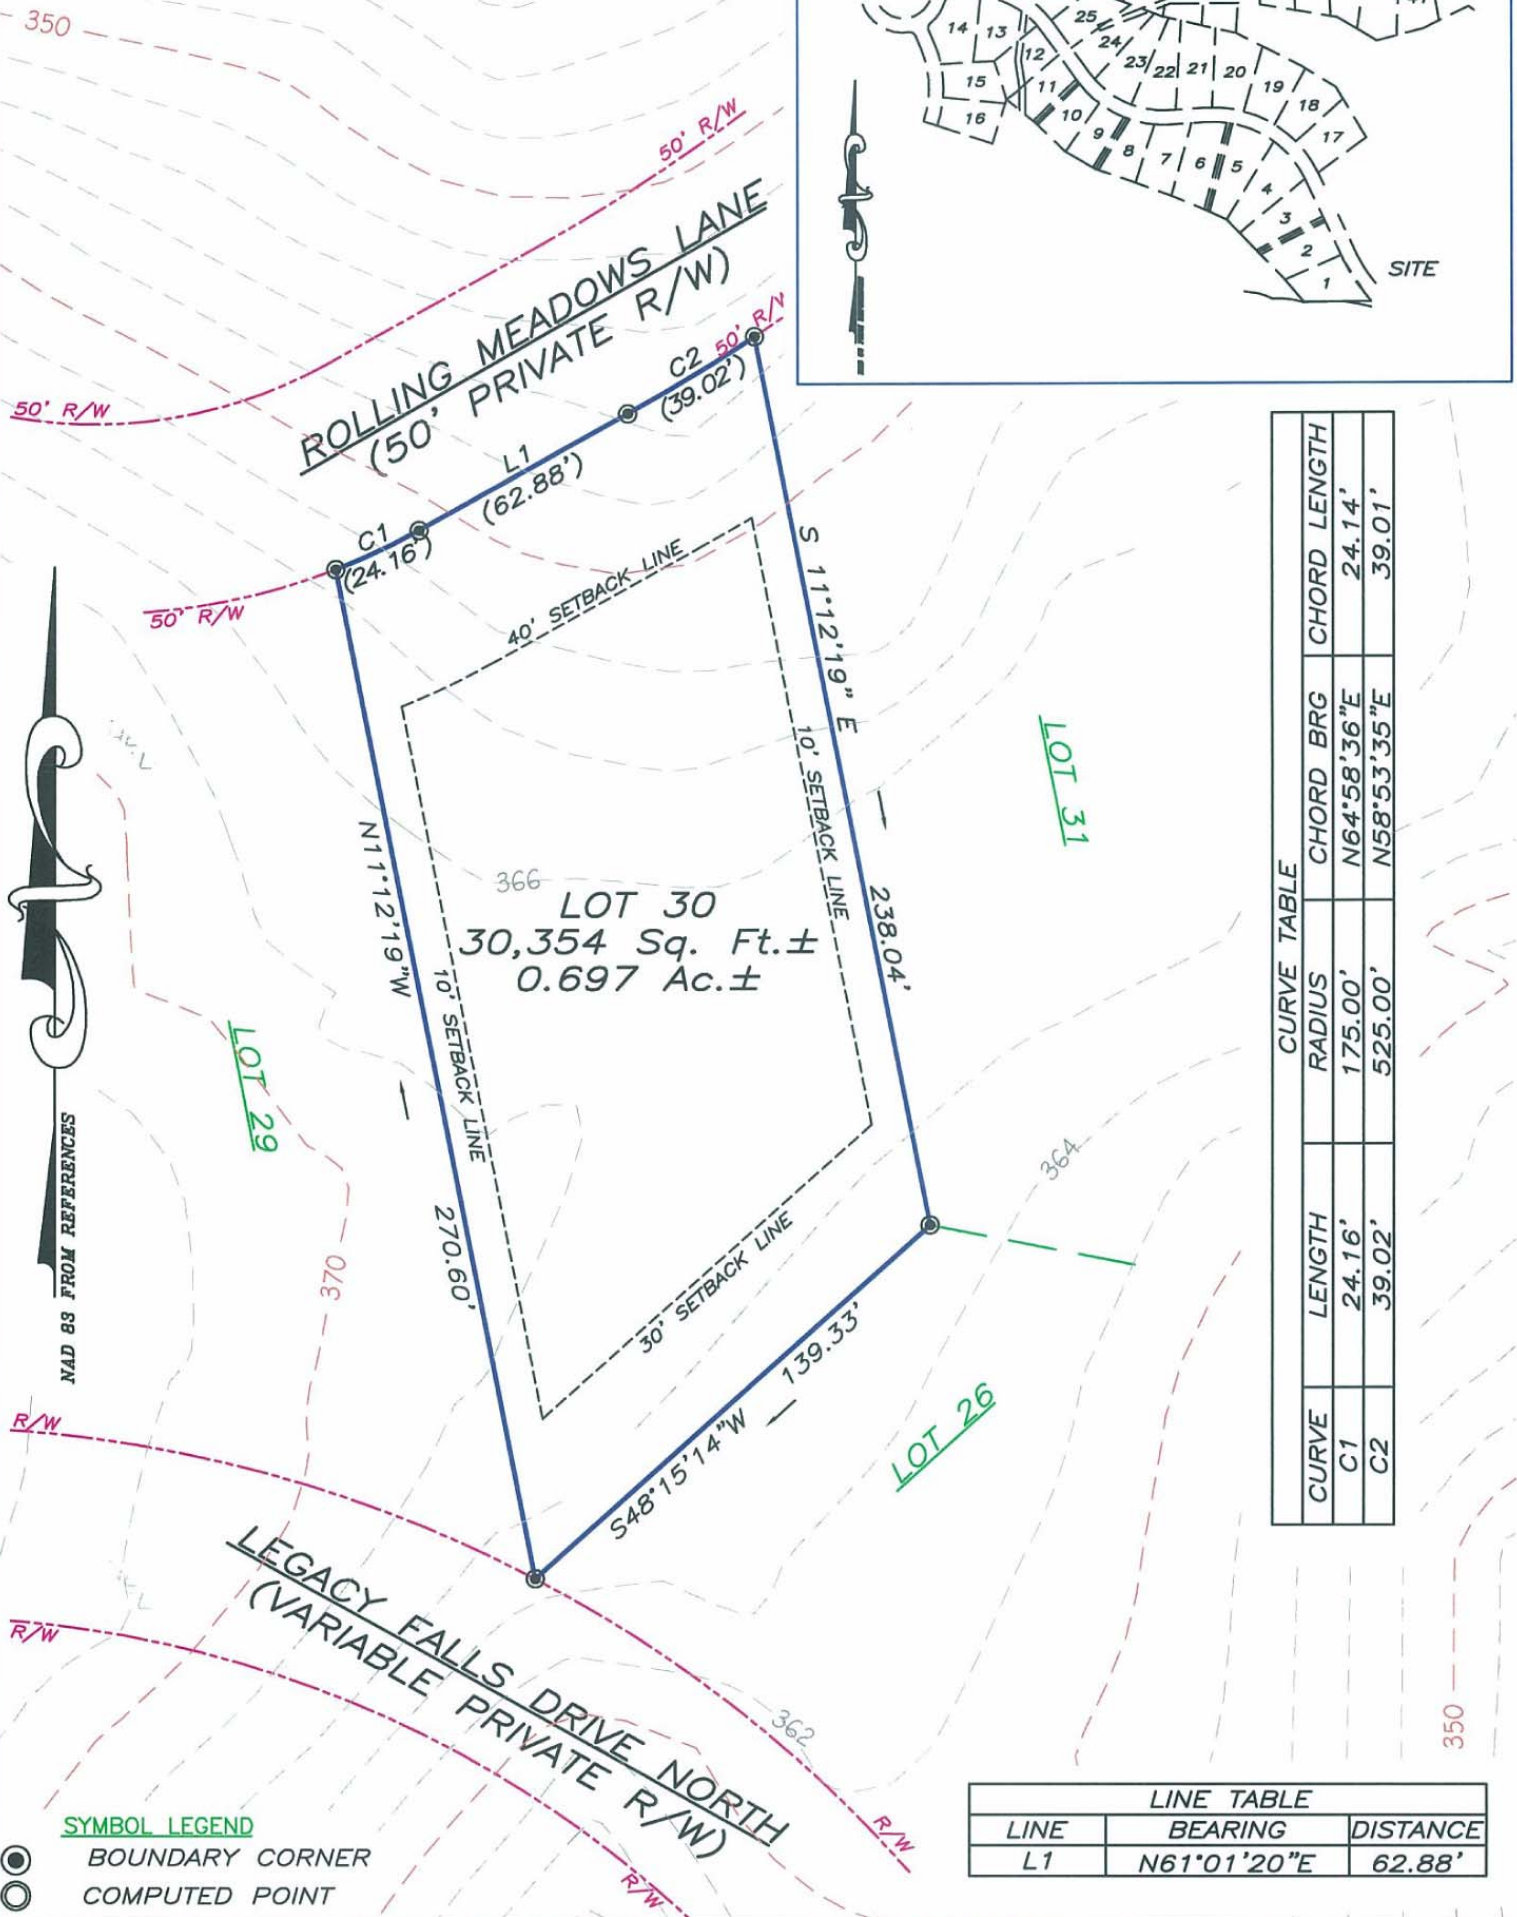 350
50' R/W
ROLLING MEADOWS LANE
(50' PRIVATE R/W)
50' R/W
50' R/W
C2
(39.02')
L1
(62.88')
C1
(24.16')
50' R/W
40' SETBACK LINE
S 11°12'19" E
238.04'
10' SETBACK LINE
N11°12'19"W
270.60'
10' SETBACK LINE
366
LOT 30
30,354 Sq. Ft.±
0.697 Ac.±
LOT 31
LOT 29
370
364
30' SETBACK LINE
139.33'
S48°15'14"W
LOT 26
NAD 83 FROM REFERENCES
R/W
R/W
LEGACY FALLS DRIVE NORTH
(VARIABLE PRIVATE R/W)
362
R/W
R/W
350
14
13
12
11
15
16
10
9
8
7
6
5
4
3
2
1
25
24
23
22
21
20
19
18
17
SITE
CURVE TABLE
CURVE LENGTH RADIUS CHORD BRG CHORD LENGTH
C1 24.16' 175.00' N64°58'36"E 24.14'
C2 39.02' 525.00' N58°53'35"E 39.01'
SYMBOL LEGEND
BOUNDARY CORNER
COMPUTED POINT
LINE TABLE
LINE BEARING DISTANCE
L1 N61°01'20"E 62.88'